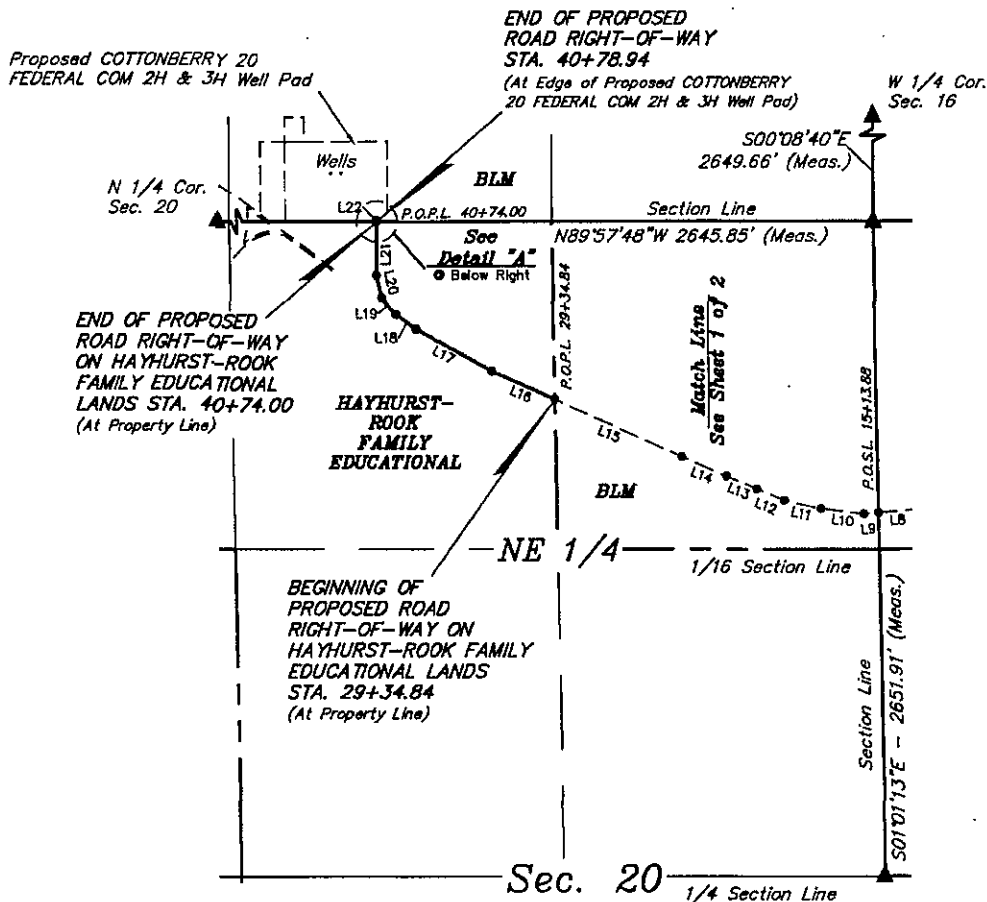 END OF PROPOSED
ROAD RIGHT-OF-WAY
STA. 40+78.94
(At Edge of Proposed COTTONBERRY
20 FEDERAL COM 2H & 3H Well Pad)
Proposed COTTONBERRY 20
FEDERAL COM 2H & 3H Well Pad
W 1/4 Cor.
Sec. 16
S00°08'40"E
2649.66' (Meas.)
Wells
BLM
N 1/4 Cor.
Sec. 20
L22
P.O.P.L. 40+74.00
Section Line
N89°57'48"W 2645.85' (Meas.)
See
Detail "A"
Below Right
L21
L20
L19
L18
L17
L16
P.O.P.L. 29+34.84
Match Line
See Sheet 1 of 2
P.O.S.L. 15+13.88
END OF PROPOSED
ROAD RIGHT-OF-WAY
ON HAYHURST-ROOK
FAMILY EDUCATIONAL
LANDS STA. 40+74.00
(At Property Line)
HAYHURST-
ROOK
FAMILY
EDUCATIONAL
L15
L14
L13
L12
L11
L10
L9
L8
BLM
NE 1/4
1/16 Section Line
BEGINNING OF
PROPOSED ROAD
RIGHT-OF-WAY ON
HAYHURST-ROOK FAMILY
EDUCATIONAL LANDS
STA. 29+34.84
(At Property Line)
Section Line
S01°01'13"E - 2651.91' (Meas.)
Sec. 20
1/4 Section Line